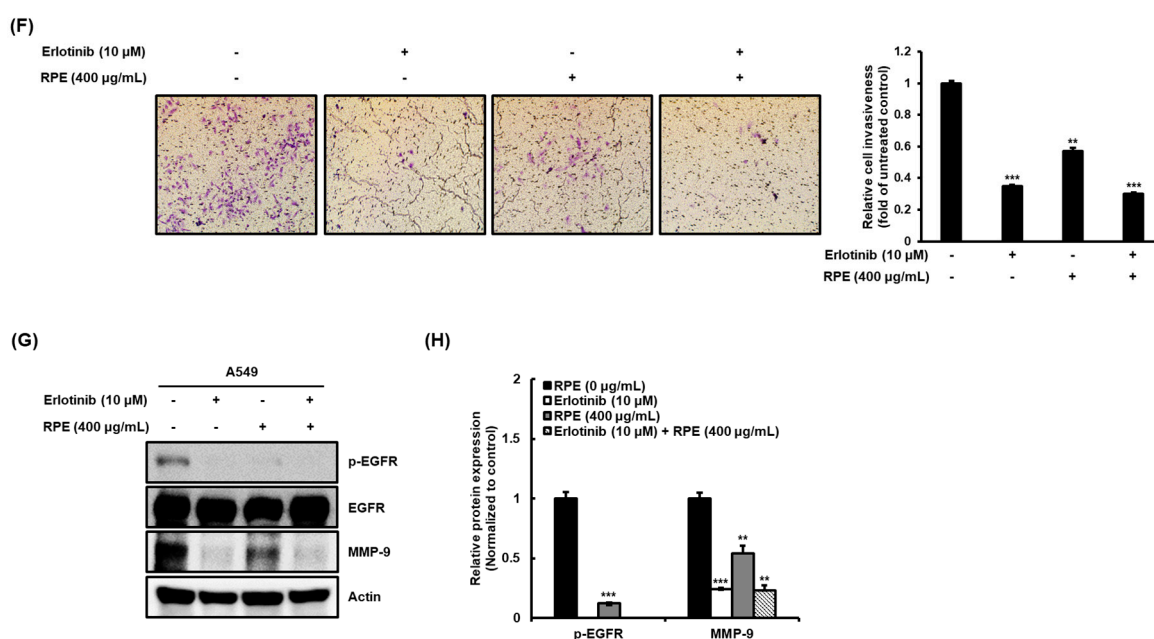 (F)
Erlotinib (10 µM) - + - +
RPE (400 µg/mL) - - + +
Relative cell invasiveness
(fold of untreated control)
1.2
1
0.8
0.6
0.4
0.2
0
***
**
***
Erlotinib (10 µM) - + - +
RPE (400 µg/mL) - - + +
(G)
A549
Erlotinib (10 µM) - + - +
RPE (400 µg/mL) - - + +
p-EGFR
EGFR
MMP-9
Actin
(H)
Relative protein expression
(Normalized to control)
2
1.5
1
0.5
0
RPE (0 µg/mL)
Erlotinib (10 µM)
RPE (400 µg/mL)
Erlotinib (10 µM) + RPE (400 µg/mL)
***
***
**
**
p-EGFR MMP-9